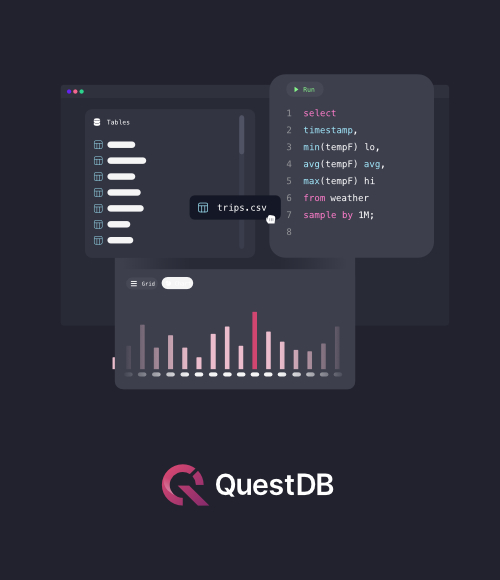 Tables
trips.csv
Run
1 select
2 timestamp,
3 min(tempF) lo,
4 avg(tempF) avg,
5 max(tempF) hi
6 from weather
7 sample by 1M;
8
Grid
QuestDB